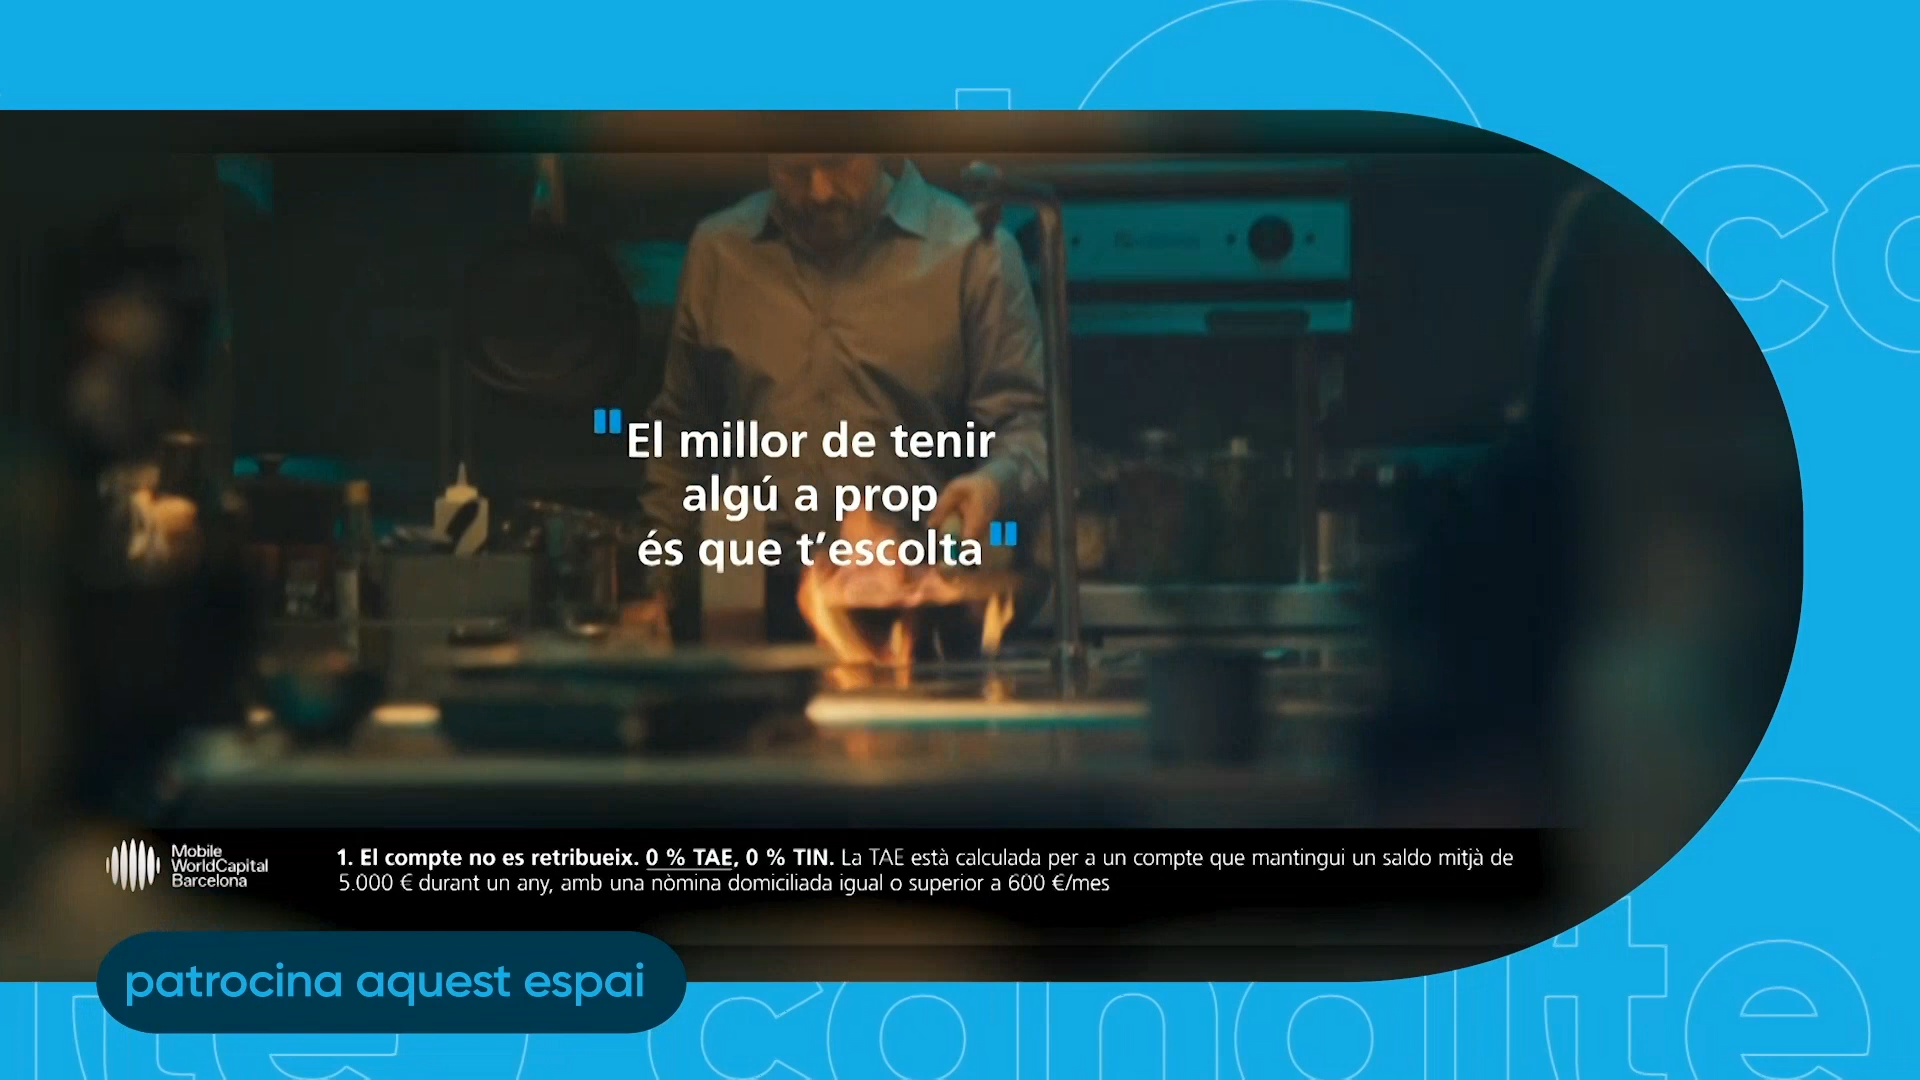 "El millor de tenir
algú a prop
és que t'escolta"
Mobile
WorldCapital
Barcelona
1. El compte no es retribueix. 0 % TAE, 0 % TIN. La TAE està calculada per a un compte que mantingui un saldo mitjà de
5.000 € durant un any, amb una nòmina domiciliada igual o superior a 600 €/mes
patrocina aquest espai
canalte